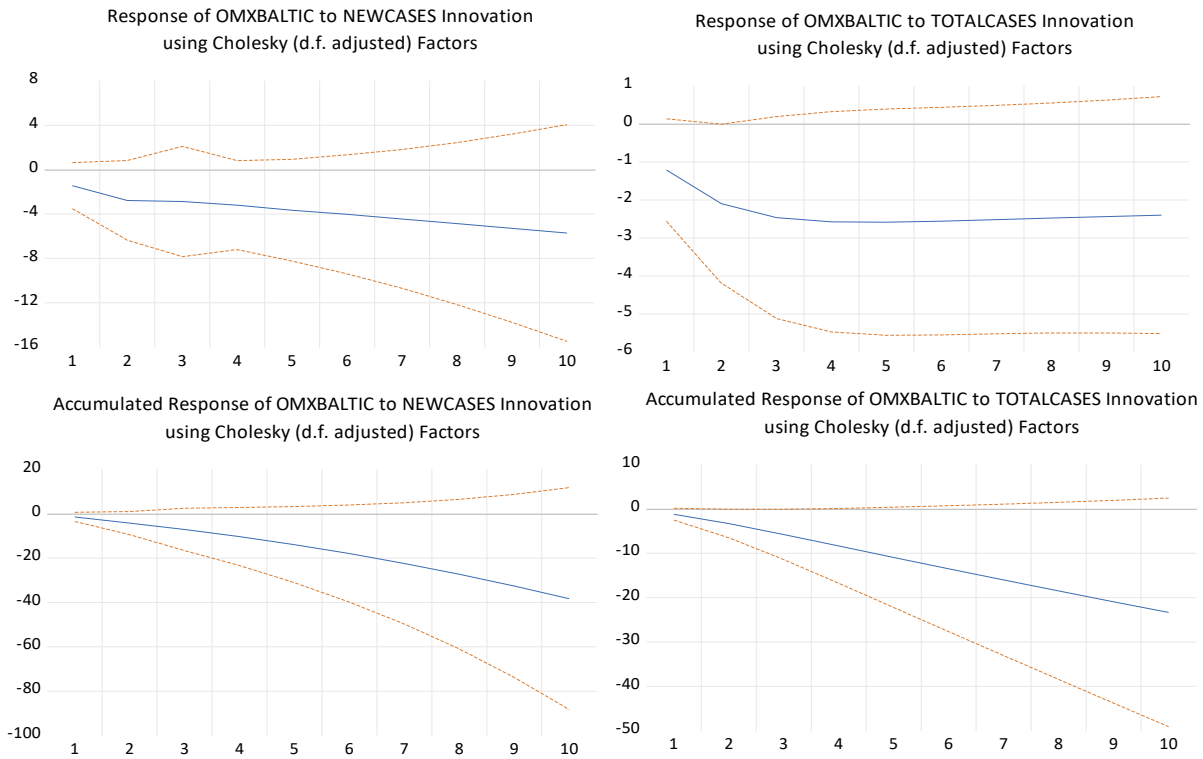 Response of OMXBALTIC to NEWCASES Innovation
using Cholesky (d.f. adjusted) Factors
8
4
0
-4
-8
-12
-16
1 2 3 4 5 6 7 8 9 10
Response of OMXBALTIC to TOTALCASES Innovation
using Cholesky (d.f. adjusted) Factors
1
0
-1
-2
-3
-4
-5
-6
1 2 3 4 5 6 7 8 9 10
Accumulated Response of OMXBALTIC to NEWCASES Innovation
using Cholesky (d.f. adjusted) Factors
20
0
-20
-40
-60
-80
-100
1 2 3 4 5 6 7 8 9 10
Accumulated Response of OMXBALTIC to TOTALCASES Innovation
using Cholesky (d.f. adjusted) Factors
10
0
-10
-20
-30
-40
-50
1 2 3 4 5 6 7 8 9 10